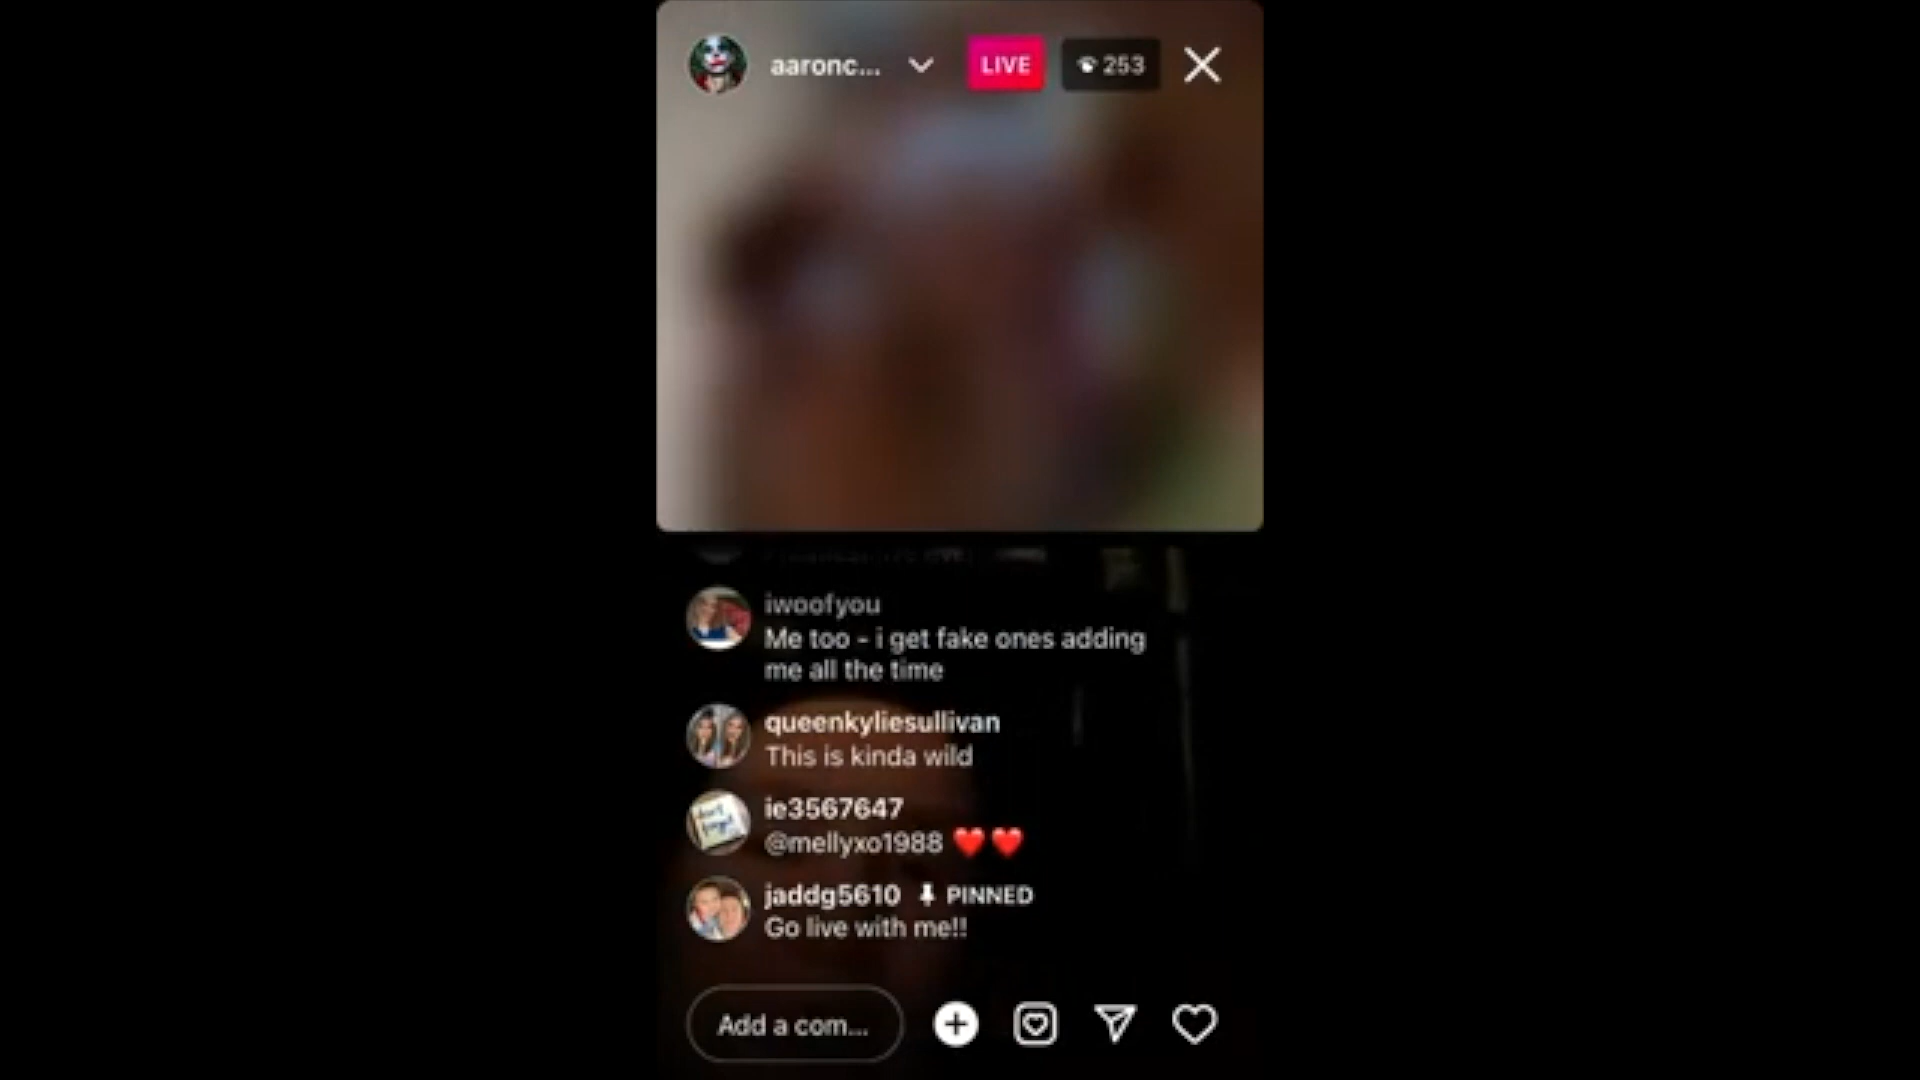 aaronc...
LIVE
253
iwoofyou
Me too - i get fake ones adding
me all the time
queenkyliesullivan
This is kinda wild
ie3567647
@mellyxo1988 ❤️❤️
jaddg5610 PINNED
Go live with me!!
Add a com...